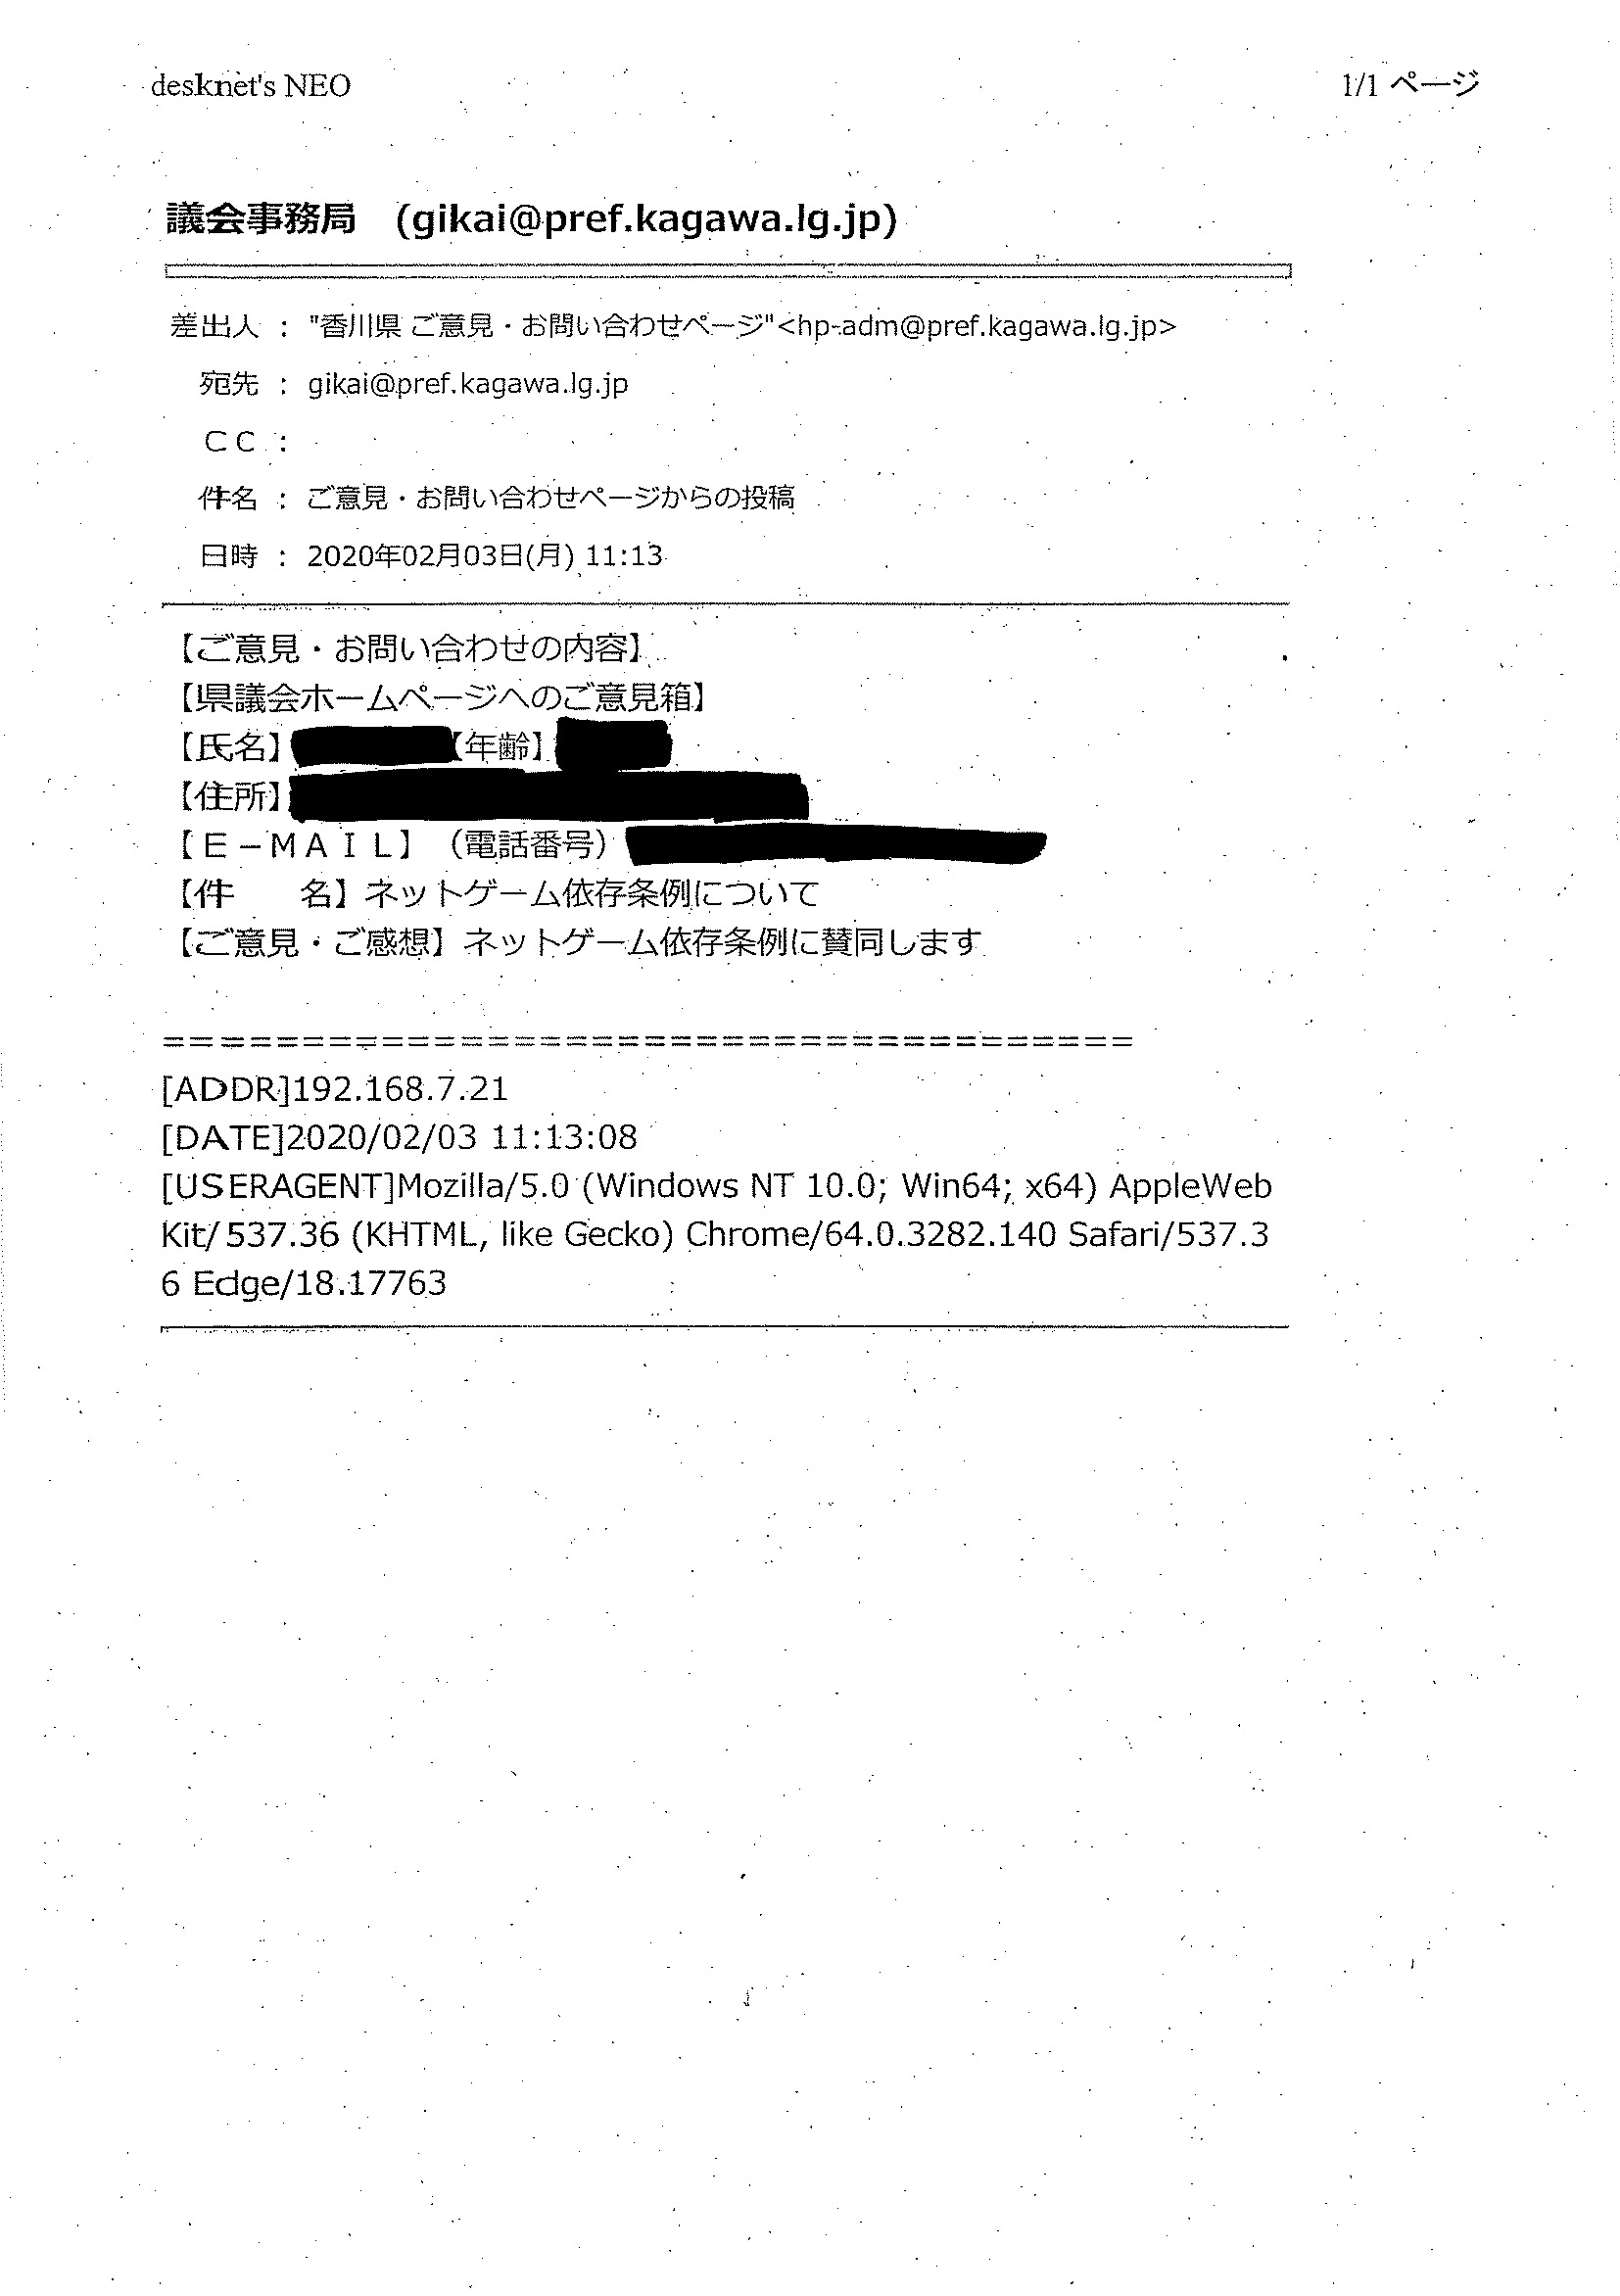 desknet's NEO
1/1 ページ
議会事務局 (gikai@pref.kagawa.lg.jp)
差出人 : "香川県 ご意見・お問い合わせページ"<hp-adm@pref.kagawa.lg.jp>
宛先 : gikai@pref.kagawa.lg.jp
ＣＣ :
件名 : ご意見・お問い合わせページからの投稿
日時 : 2020年02月03日(月) 11:13
【ご意見・お問い合わせの内容】
【県議会ホームページへのご意見箱】
【氏名】 【年齢】
【住所】
【Ｅ－ＭＡＩＬ】（電話番号）
【件　　名】ネットゲーム依存条例について
【ご意見・ご感想】ネットゲーム依存条例に賛同します
=====================================
[ADDR]192.168.7.21
[DATE]2020/02/03 11:13:08
[USERAGENT]Mozilla/5.0 (Windows NT 10.0; Win64; x64) AppleWeb
Kit/537.36 (KHTML, like Gecko) Chrome/64.0.3282.140 Safari/537.3
6 Edge/18.17763